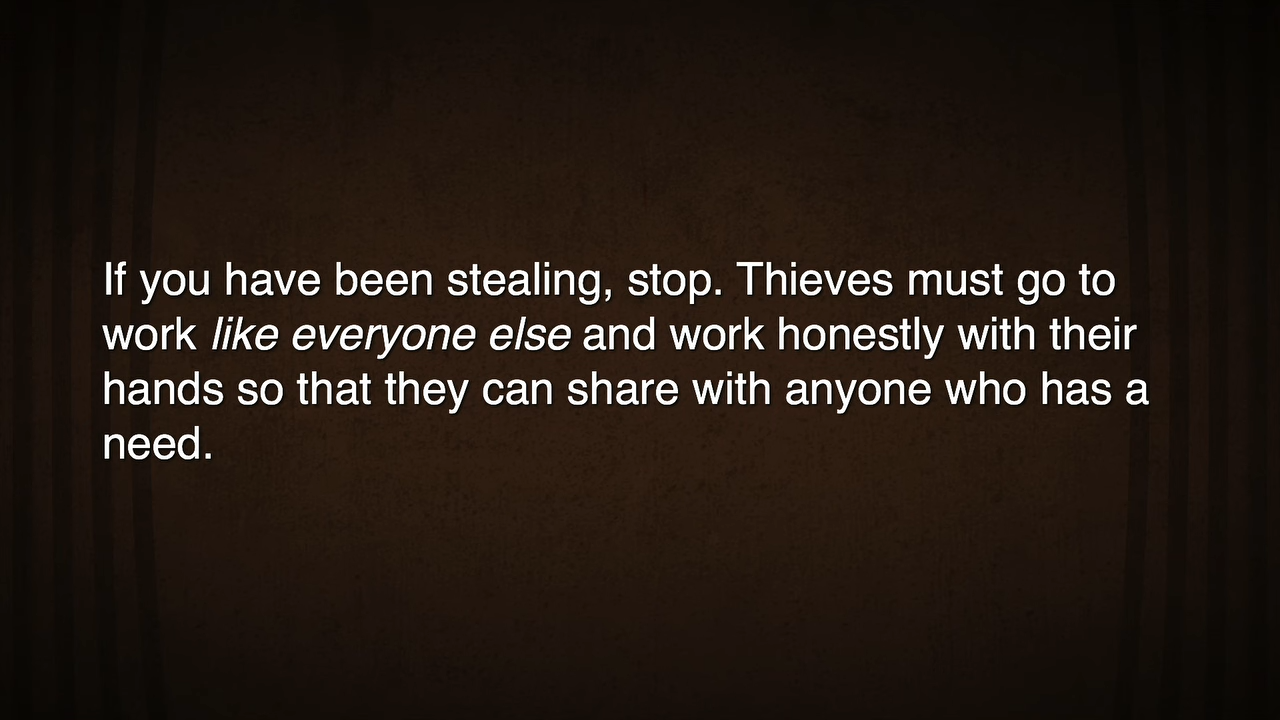 If you have been stealing, stop. Thieves must go to
work like everyone else and work honestly with their
hands so that they can share with anyone who has a
need.